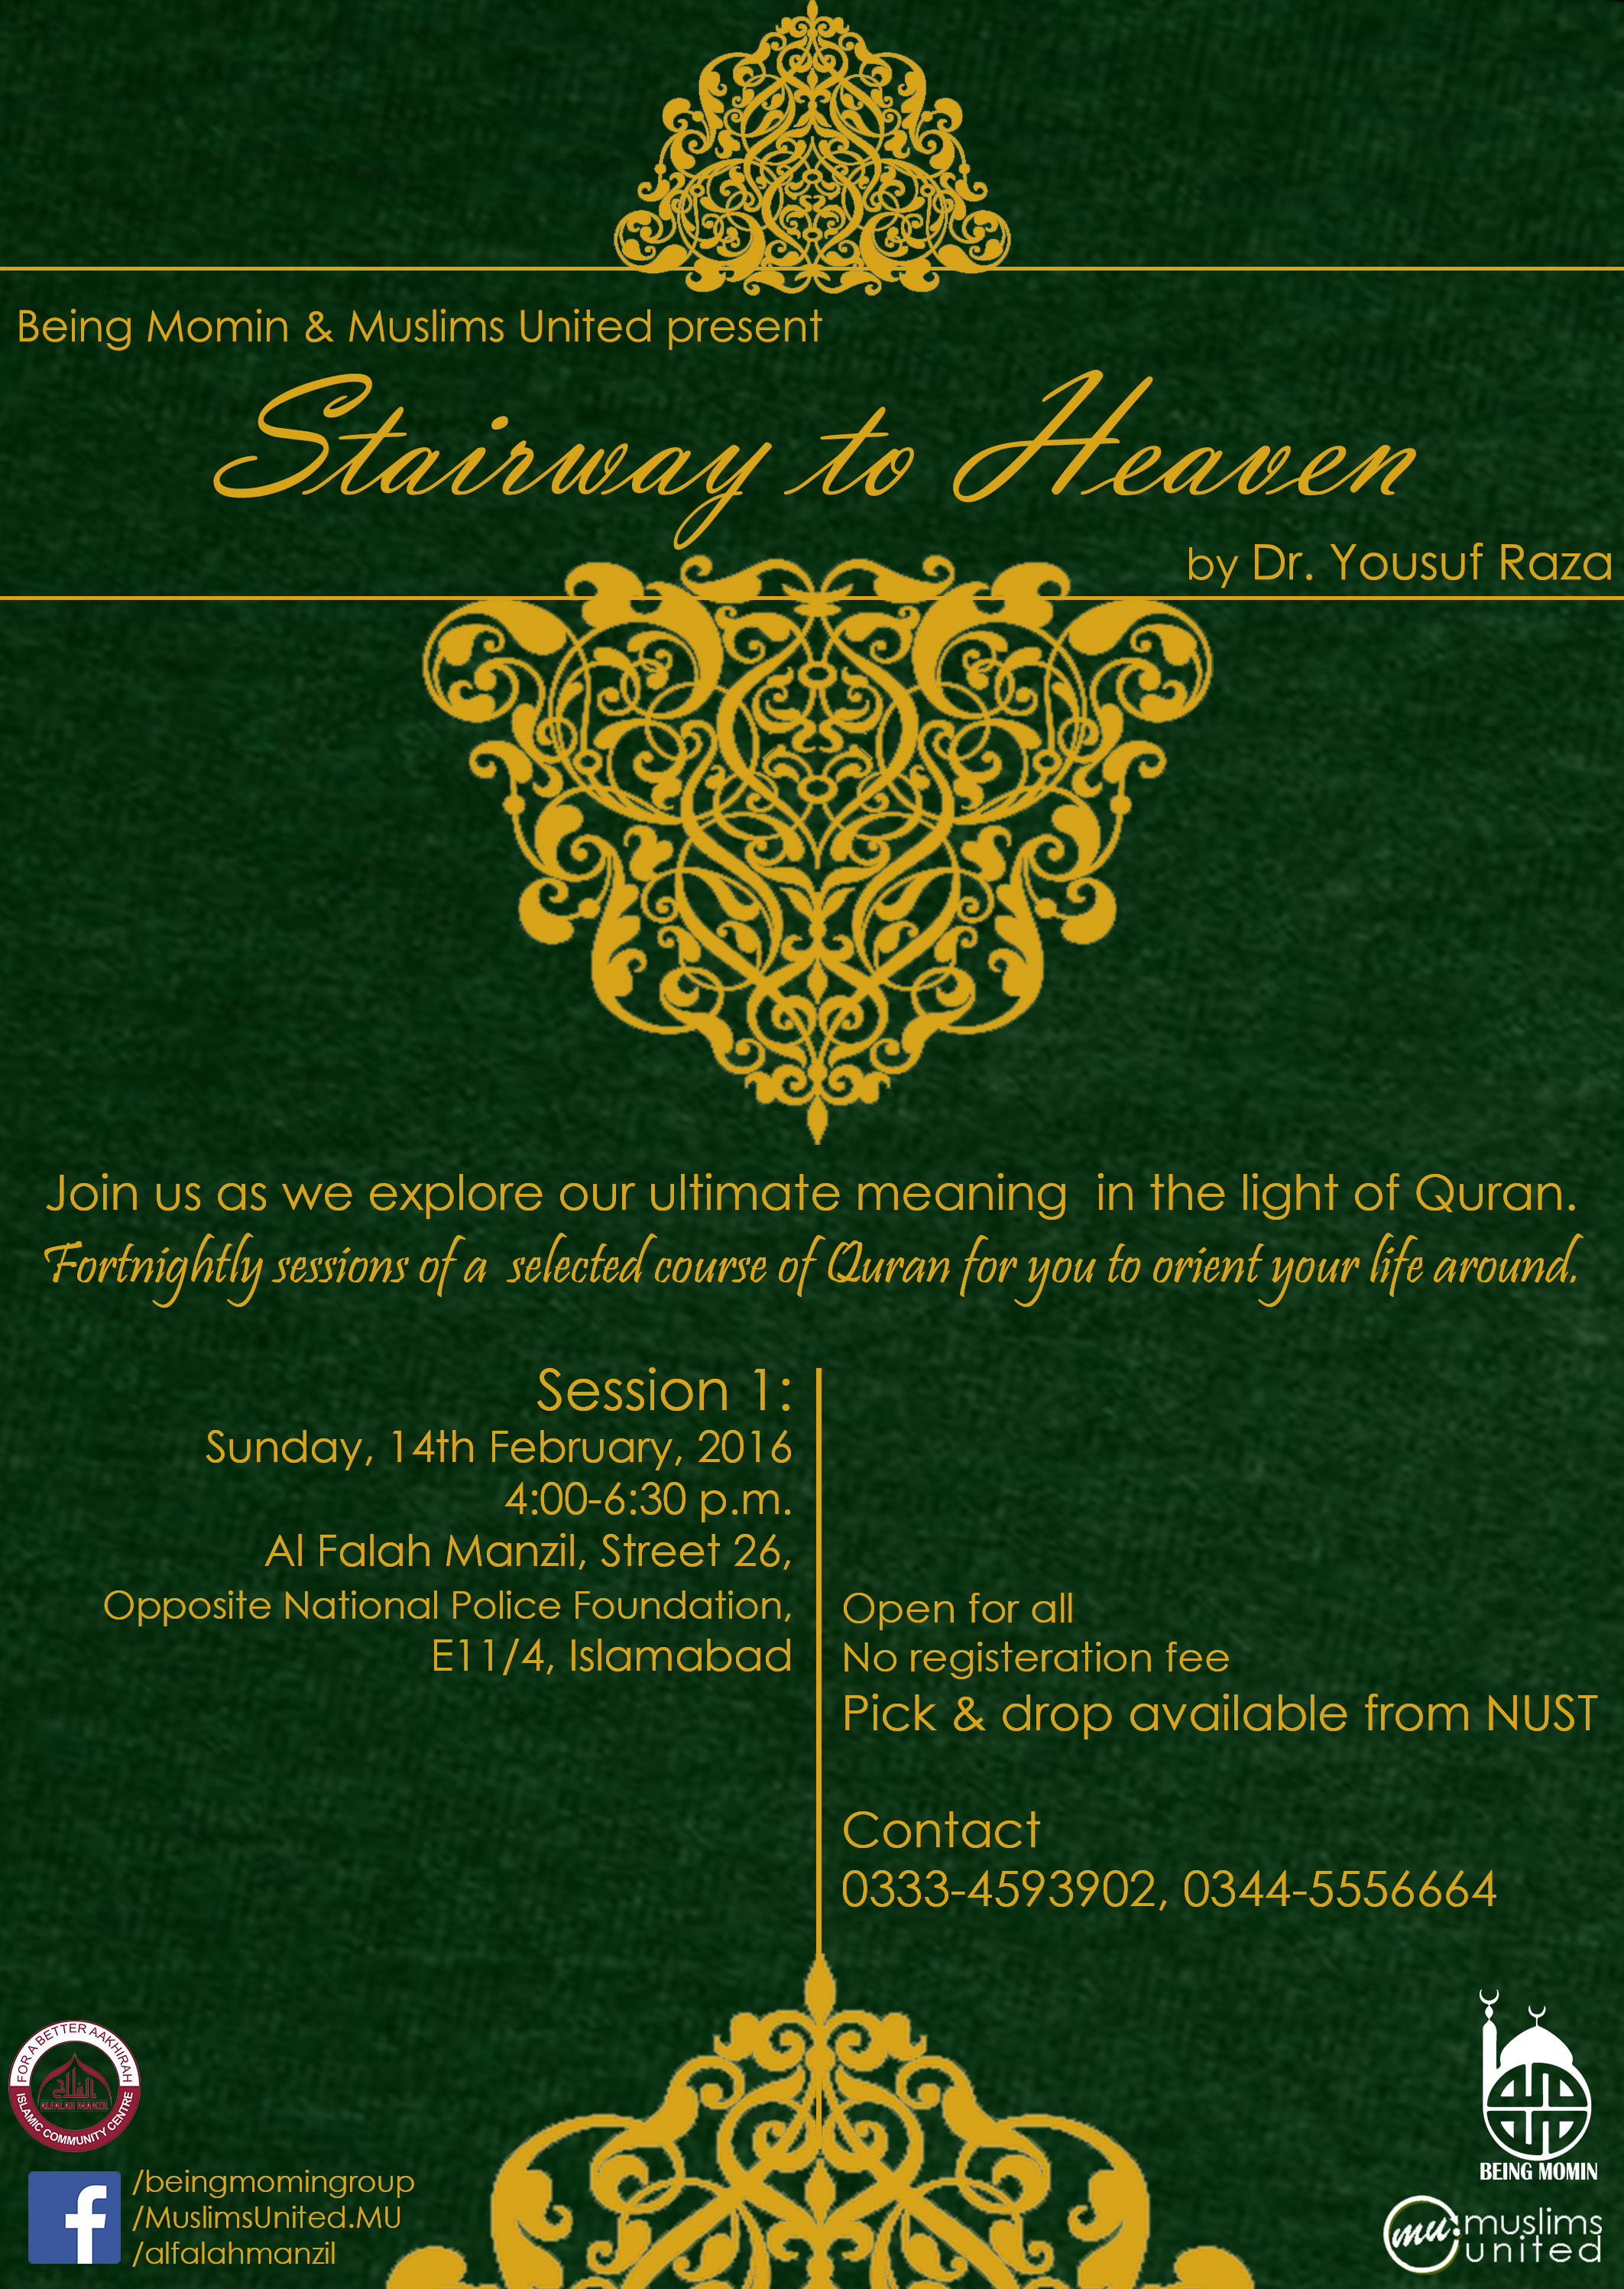 Being Momin & Muslims United present
Stairway to Heaven
by Dr. Yousuf Raza
Join us as we explore our ultimate meaning in the light of Quran.
Fortnightly sessions of a selected course of Quran for you to orient your life around.
Session 1:
Sunday, 14th February, 2016
4:00-6:30 p.m.
Al Falah Manzil, Street 26,
Opposite National Police Foundation,
E11/4, Islamabad
Open for all
No registeration fee
Pick & drop available from NUST
Contact
0333-4593902, 0344-5556664
FOR A BETTER AAKHIRAH
الفلاح
ALFALAH MANZIL
ISLAMIC COMMUNITY CENTRE
f
/beingmomingroup
/MuslimsUnited.MU
/alfalahmanzil
BEING MOMIN
mu: muslims
united